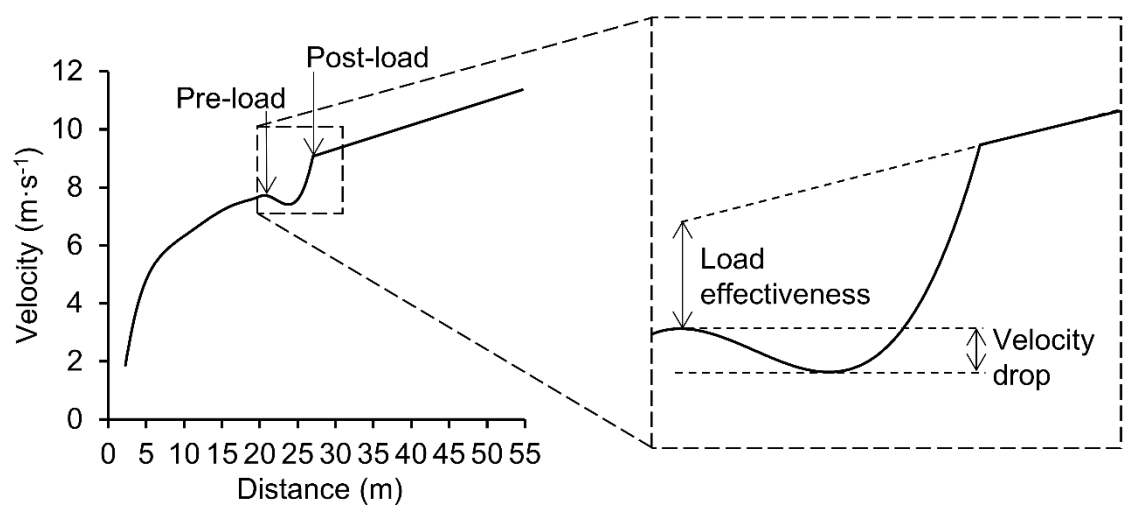 Post-load
Pre-load
12
10
8
6
4
2
0
Velocity (m·s⁻¹)
0 5 10 15 20 25 30 35 40 45 50 55
Distance (m)
Load
effectiveness
Velocity
drop